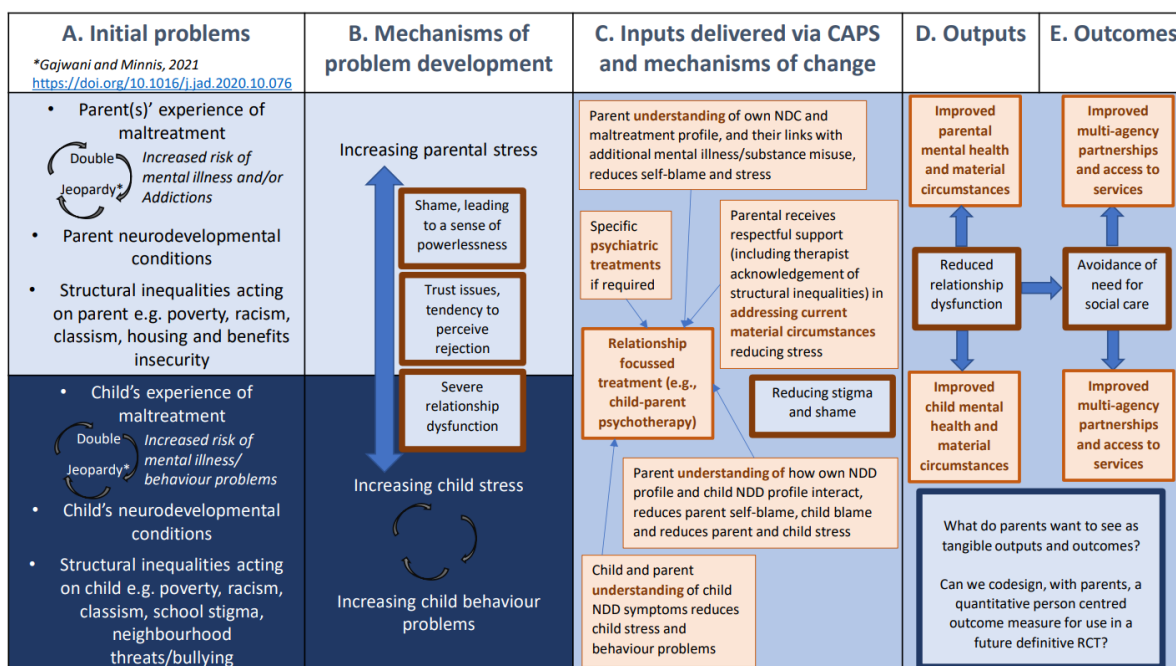 A. Initial problems
*Gajwani and Minnis, 2021
https://doi.org/10.1016/j.jad.2020.10.076
B. Mechanisms of
problem development
C. Inputs delivered via CAPS
and mechanisms of change
D. Outputs
E. Outcomes
• Parent(s)’ experience of
maltreatment
Double
Jeopardy*
Increased risk of
mental illness and/or
Addictions
• Parent neurodevelopmental
conditions
• Structural inequalities acting
on parent e.g. poverty, racism,
classism, housing and benefits
insecurity
• Child’s experience of
maltreatment
Double
Jeopardy*
Increased risk of
mental illness/
behaviour problems
• Child’s neurodevelopmental
conditions
• Structural inequalities acting
on child e.g. poverty, racism,
classism, school stigma,
neighbourhood
threats/bullying
Increasing parental stress
Shame, leading
to a sense of
powerlessness
Trust issues,
tendency to
perceive
rejection
Severe
relationship
dysfunction
Increasing child stress
Increasing child behaviour
problems
Parent understanding of own NDC
and maltreatment profile, and their links with
additional mental illness/substance misuse,
reduces self-blame and stress
Specific
psychiatric
treatments
if required
Parental receives
respectful support
(including therapist
acknowledgement of
structural inequalities) in
addressing current
material circumstances
reducing stress
Relationship
focussed
treatment (e.g.,
child-parent
psychotherapy)
Reducing stigma
and shame
Parent understanding of how own NDD
profile and child NDD profile interact,
reduces parent self-blame, child blame
and reduces parent and child stress
Child and parent
understanding of child
NDD symptoms reduces
child stress and
behaviour problems
Improved
parental
mental health
and material
circumstances
Reduced
relationship
dysfunction
Improved
child mental
health and
material
circumstances
Improved
multi-agency
partnerships
and access to
services
Avoidance of
need for
social care
Improved
multi-agency
partnerships
and access to
services
What do parents want to see as
tangible outputs and outcomes?
Can we codesign, with parents, a
quantitative person centred
outcome measure for use in a
future definitive RCT?